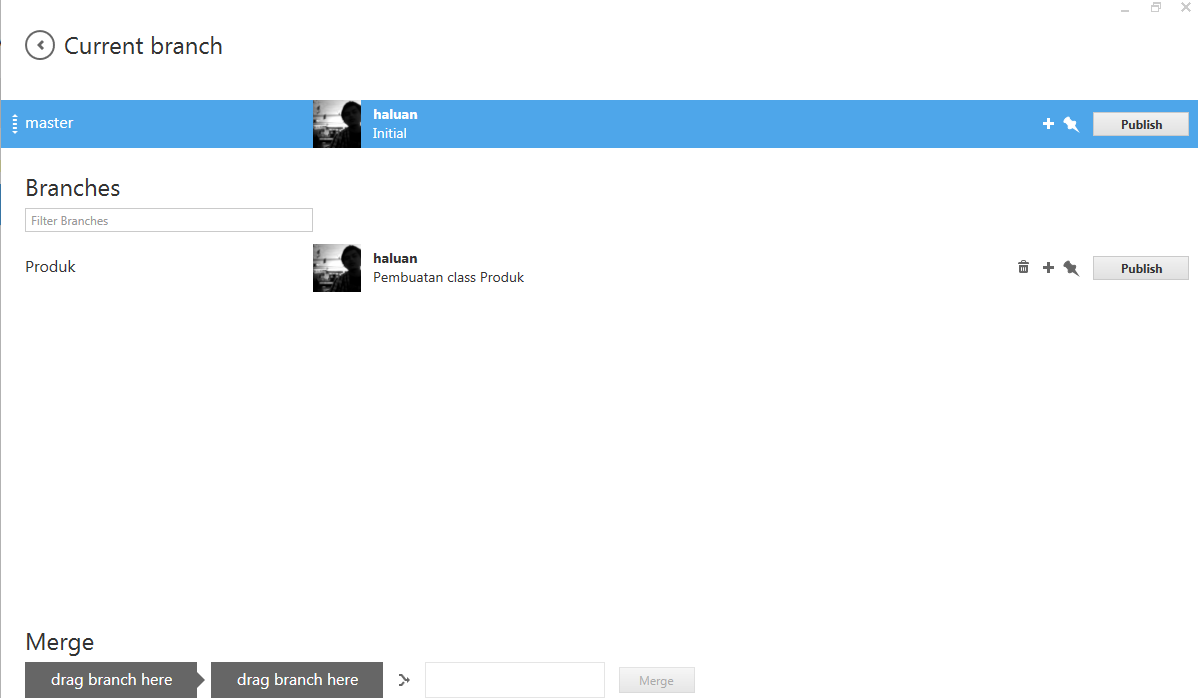 Current branch
master
haluan
Initial
Publish
Branches
Filter Branches
Produk
haluan
Pembuatan class Produk
Publish
Merge
drag branch here
drag branch here
Merge